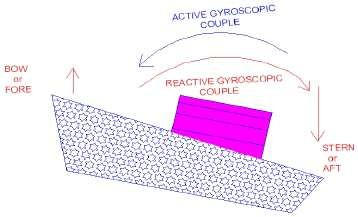 ACTIVE GYROSCOPIC
COUPLE
BOW
or
FORE
REACTIVE GYROSCOPIC
COUPLE
STERN
or
AFT